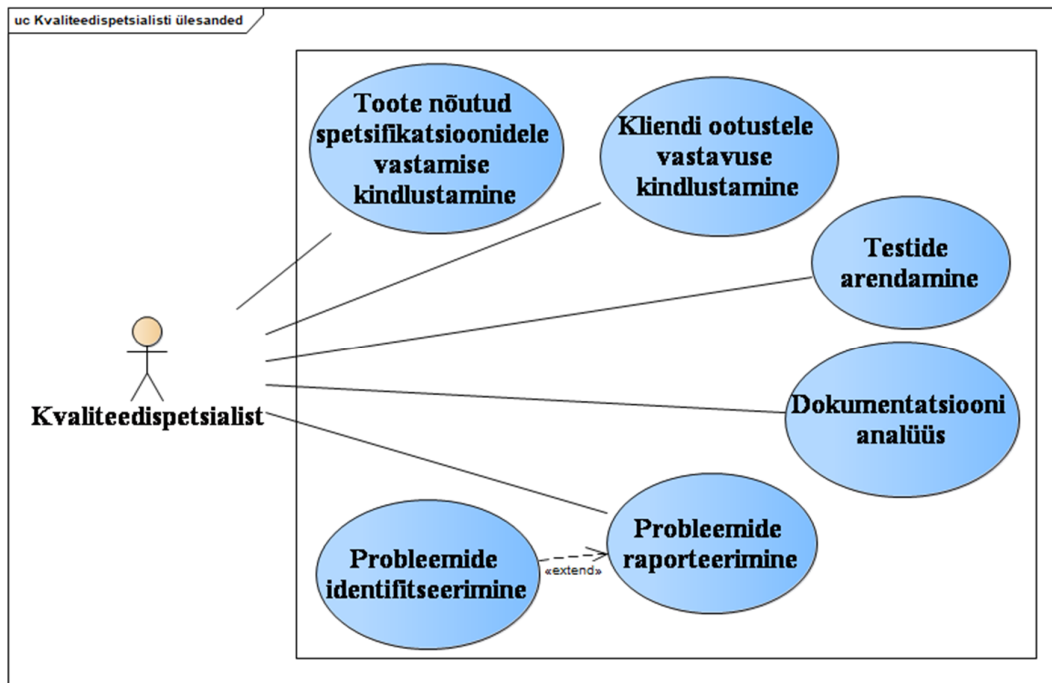 uc Kvaliteedispetsialisti ülesanded
Toote nõutud
spetsifikatsioonidele
vastamise
kindlustamine
Kliendi ootustele
vastavuse
kindlustamine
Testide
arendamine
Kvaliteedispetsialist
Dokumentatsiooni
analüüs
Probleemide
identifitseerimine
«extend»
Probleemide
raporteerimine